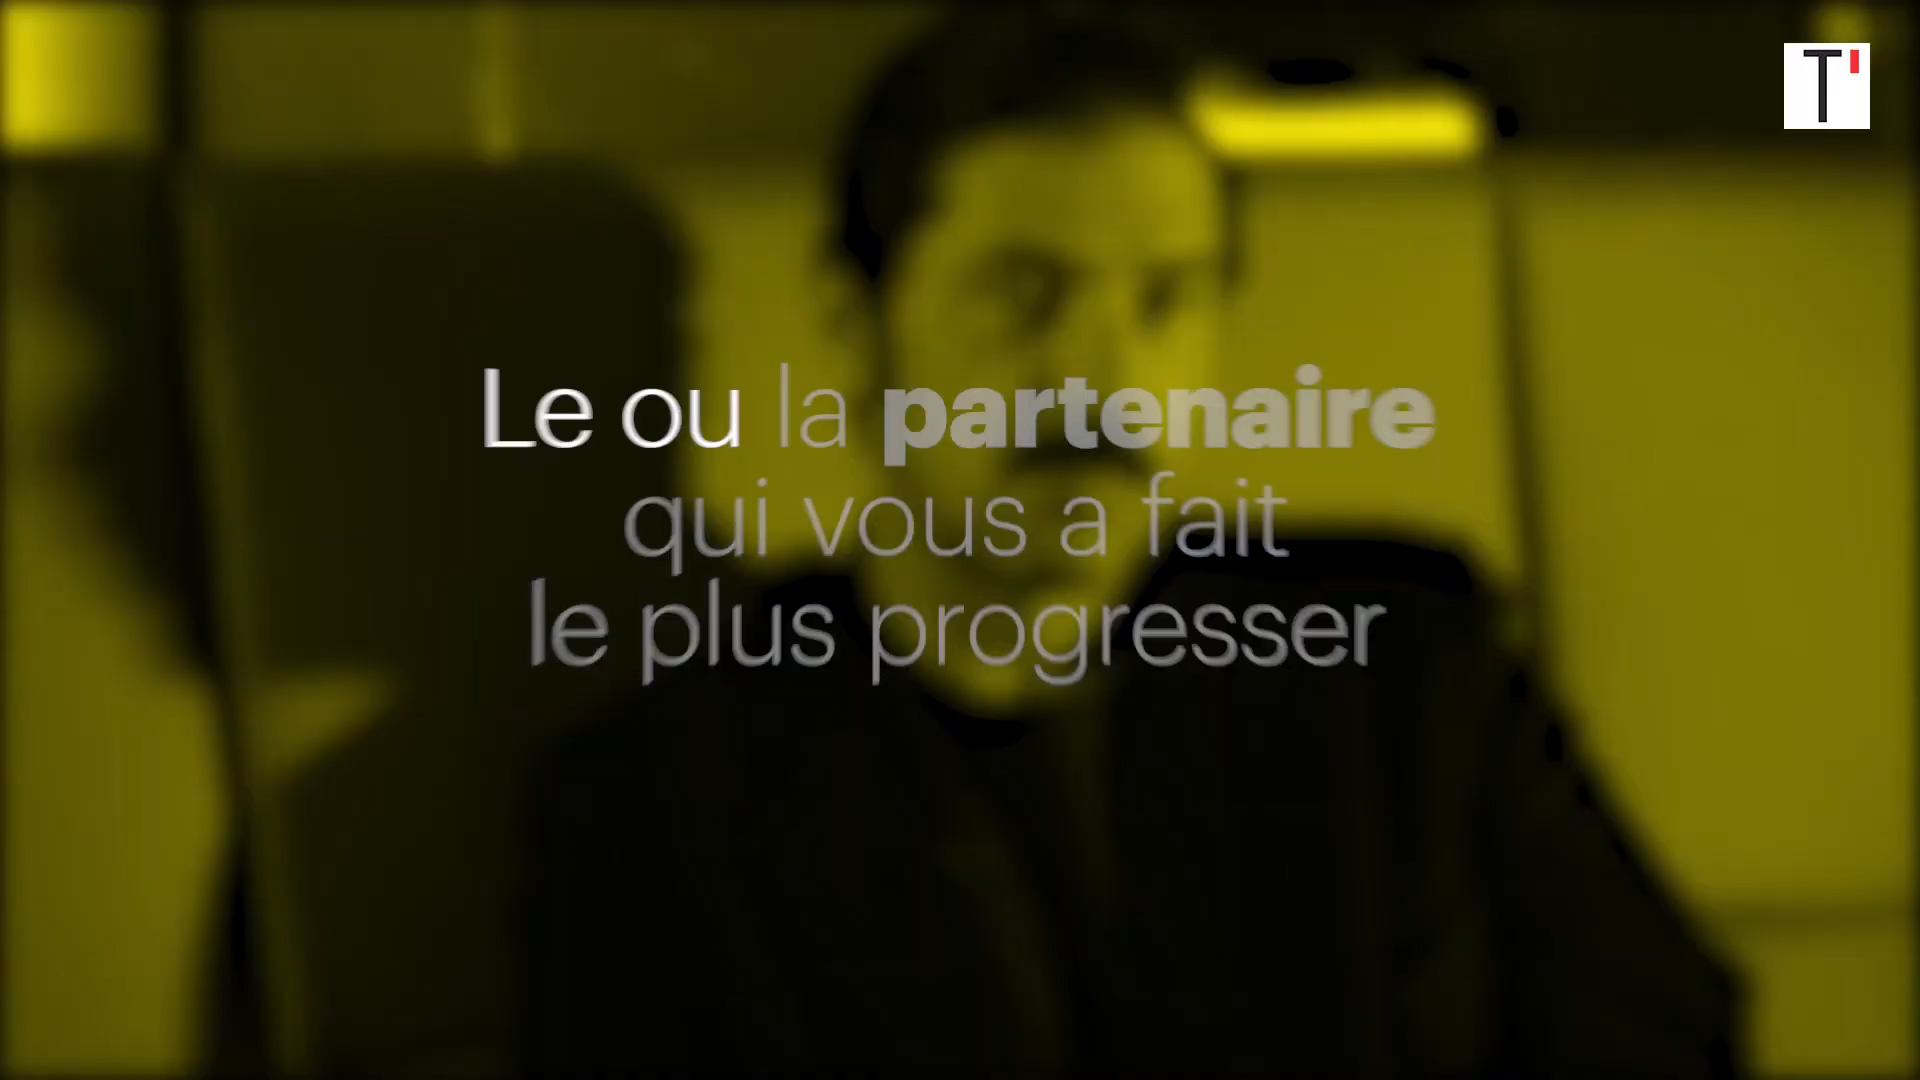 T'
Le ou la partenaire
qui vous a fait
le plus progresser